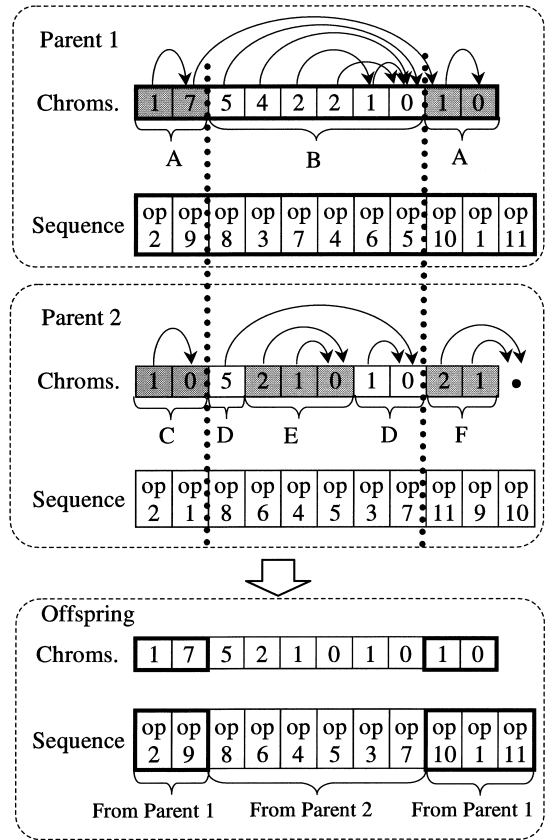 Parent 1
Chroms. 1 7 5 4 2 2 1 0 1 0
A B A
Sequence op 2 op 9 op 8 op 3 op 7 op 4 op 6 op 5 op 10 op 1 op 11
Parent 2
Chroms. 1 0 5 2 1 0 1 0 2 1
C D E D F
Sequence op 2 op 1 op 8 op 6 op 4 op 5 op 3 op 7 op 11 op 9 op 10
Offspring
Chroms. 1 7 5 2 1 0 1 0 1 0
Sequence op 2 op 9 op 8 op 6 op 4 op 5 op 3 op 7 op 10 op 1 op 11
From Parent 1 From Parent 2 From Parent 1